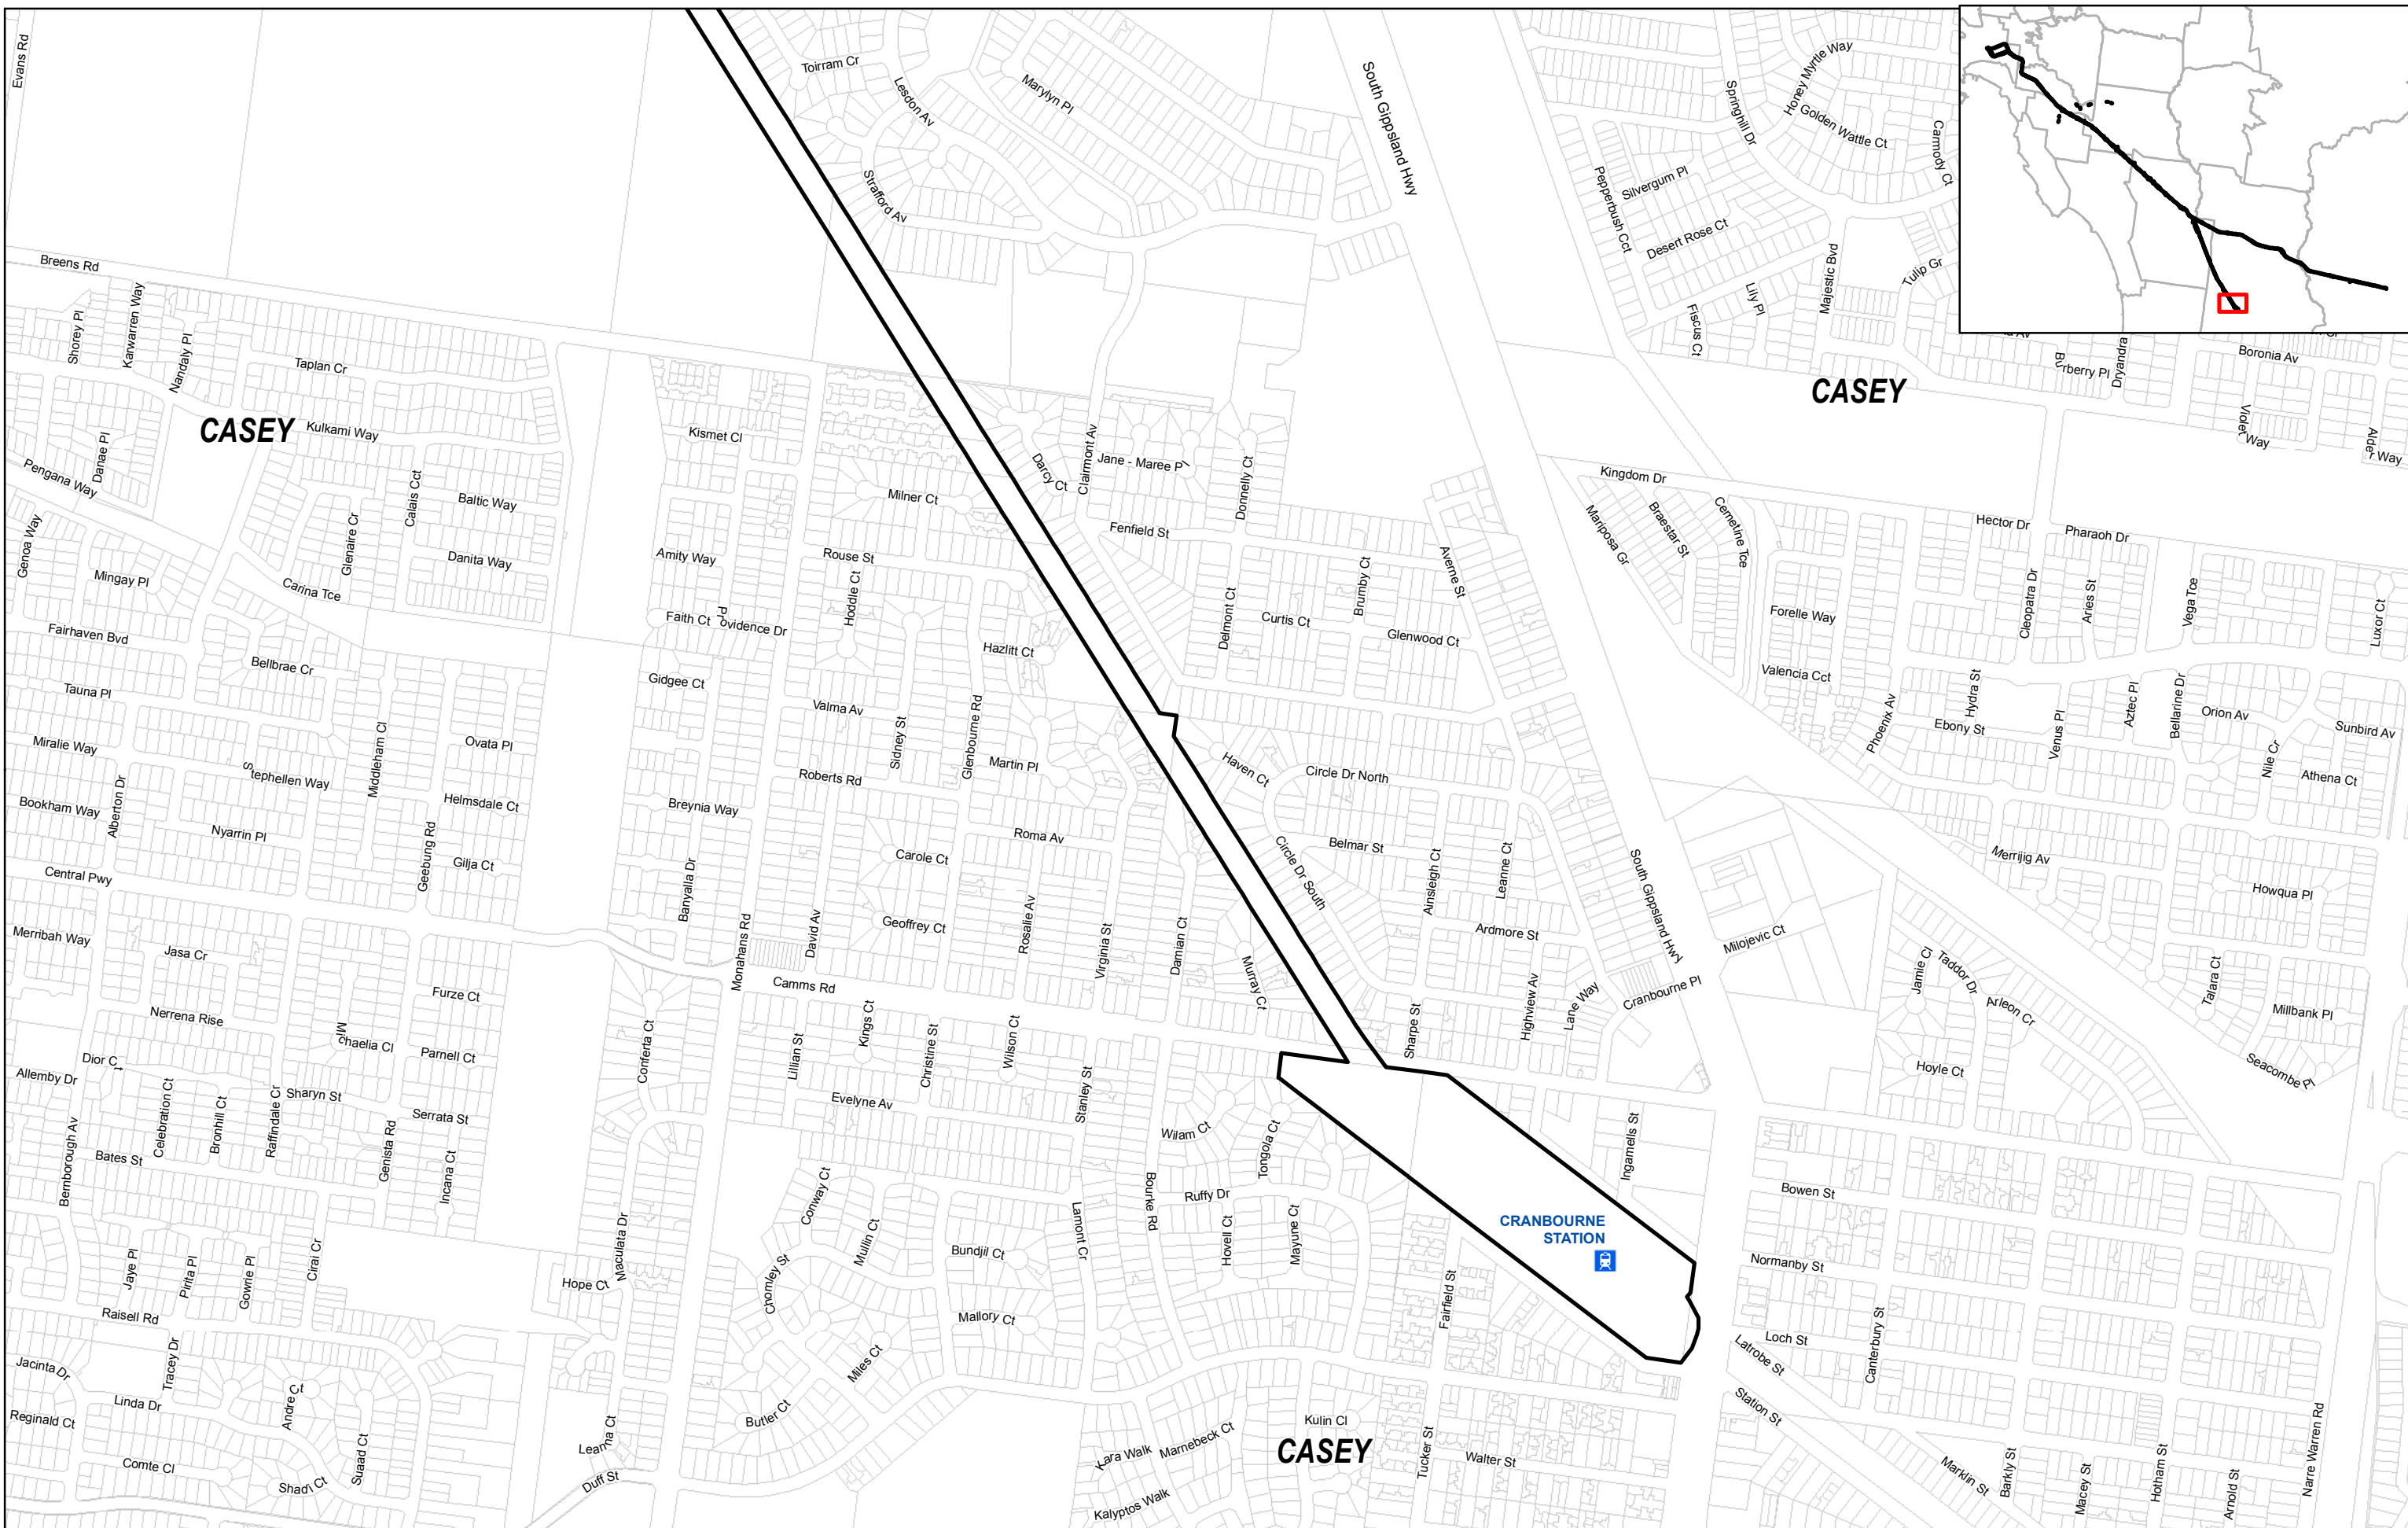 Evans Rd
Toirram Cr
Lesdon Av
Marylyn Pl
South Gippsland Hwy
Springhill Dr
Honey Myrtle Way
Golden Wattle Ct
Carmody Ct
Strafford Av
Pepperbush Cct
Silvergum Pl
Desert Rose Ct
Breens Rd
Majestic Bvd
Tulip Gr
Lily Pl
Fiscus Ct
Shorey Pl
Karwarren Way
Nandaly Pl
Taplan Cr
Boronia Av
Burberry Pl
Dryandra
CASEY
CASEY
Kulkami Way
Kismet Cl
Violet Way
Alder Way
Danae Pl
Pengana Way
Darcy Ct
Clairmont Av
Jane - Maree Pl
Donnelly Ct
Kingdom Dr
Calais Cct
Baltic Way
Milner Ct
Fenfield St
Mariposa Gr
Braestar St
Cemetine Tce
Hector Dr
Pharaoh Dr
Genoa Way
Glenaire Cr
Danita Way
Amity Way
Rouse St
Averne St
Mingay Pl
Carina Tce
Hoddle Ct
Brumby Ct
Delmont Ct
Curtis Ct
Glenwood Ct
Forelle Way
Cleopatra Dr
Aries St
Vega Tce
Luxor Ct
Fairhaven Bvd
Faith Ct
Providence Dr
Bellbrae Cr
Hazlitt Ct
Tauna Pl
Gidgee Ct
Valencia Cct
Hydra St
Valma Av
Sidney St
Glenbourne Rd
Phoenix Av
Ebony St
Venus Pl
Aztec Pl
Bellarine Dr
Orion Av
Sunbird Av
Miralie Way
Middleham Cl
Ovata Pl
Stephellen Way
Martin Pl
Haven Ct
Circle Dr North
Nile Cr
Athena Ct
Roberts Rd
Bookham Way
Alberton Dr
Helmsdale Ct
Breynia Way
Nyarrin Pl
Geebung Rd
Roma Av
Belmar St
Gilja Ct
Carole Ct
Circle Dr South
Ainsleigh Ct
Leanne Ct
South Gippsland Hwy
Merrijig Av
Central Pwy
Banyalla Dr
Howqua Pl
Merribah Way
Jasa Cr
Monahans Rd
David Av
Geoffrey Ct
Rosalie Av
Virginia St
Damian Ct
Ardmore St
Milojevic Ct
Murray Ct
Furze Ct
Camms Rd
Cranbourne Pl
Lane Way
Highview Av
Jamie Cl
Taddor Dr
Arleon Cr
Talara Ct
Millbank Pl
Nerrena Rise
Michaelia Cl
Parnell Ct
Conferta Ct
Lillian St
Kings Ct
Christine St
Wilson Ct
Sharpe St
Dior Ct
Allemby Dr
Hoyle Ct
Seacombe Pl
Celebration Ct
Bronhill Ct
Raffindale Cr
Sharyn St
Serrata St
Evelyne Av
Stanley St
Bernborough Av
Bates St
Genista Rd
Incana Ct
Wilam Ct
Tongola Ct
Ingamells St
Conway Ct
Lamont Cr
Bourke Rd
Ruffy Dr
Bowen St
Maculata Dr
Mullin Ct
Bundjil Ct
Hovell Ct
Mayune Ct
CRANBOURNE
STATION
Jaye Pl
Pirita Pl
Gowrie Pl
Cirai Cr
Hope Ct
Chomley St
Fairfield St
Normanby St
Raisell Rd
Mallory Ct
Canterbury St
Loch St
Latrobe St
Jacinta Dr
Tracey Dr
Miles Ct
Linda Dr
Andre Ct
Reginald Ct
Butler Ct
Station St
Narre Warren Rd
Leanna Ct
Kulin Cl
CASEY
Suaad Ct
Comte Cl
Shadi Ct
Duff St
Kara Walk
Marnebeck Ct
Kalyptos Walk
Tucker St
Walter St
Marklin St
Barkly St
Macey St
Hotham St
Arnold St